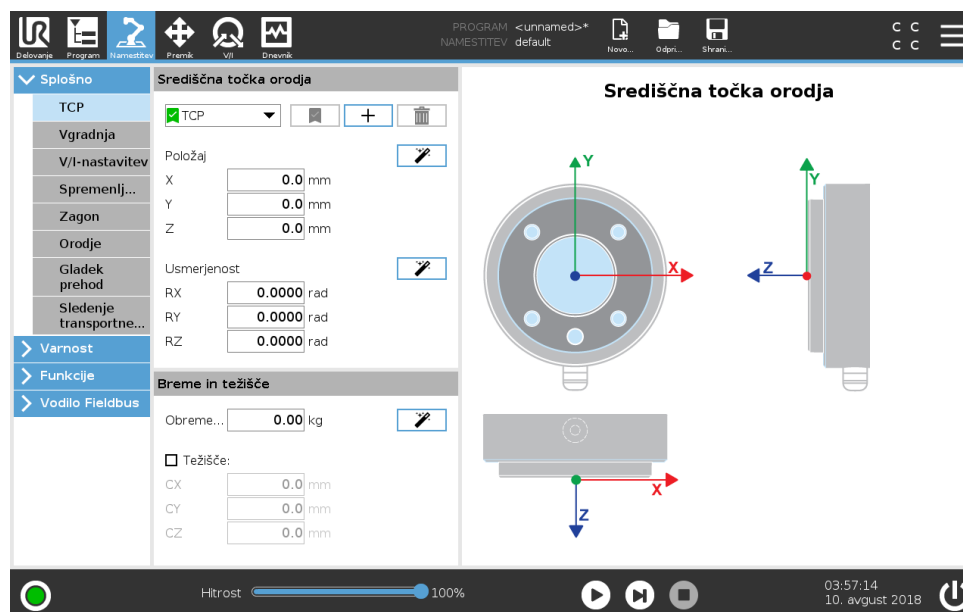 PROGRAM <unnamed>*
NAMESTITEV default
Delovanje Program Namestitev Premik V/I Dnevnik Novo... Odpri... Shrani...
C C
C C
Splošno
TCP
Vgradnja
V/I-nastavitev
Spremenlj...
Zagon
Orodje
Gladek
prehod
Sledenje
transportne...
Varnost
Funkcije
Vodilo Fieldbus
Središčna točka orodja
TCP
Položaj
X 0.0 mm
Y 0.0 mm
Z 0.0 mm
Usmerjenost
RX 0.0000 rad
RY 0.0000 rad
RZ 0.0000 rad
Breme in težišče
Obreme... 0.00 kg
Težišče:
CX 0.0 mm
CY 0.0 mm
CZ 0.0 mm
Središčna točka orodja
Y
X
Y
Z
X
Z
Hitrost 100%
03:57:14
10. avgust 2018